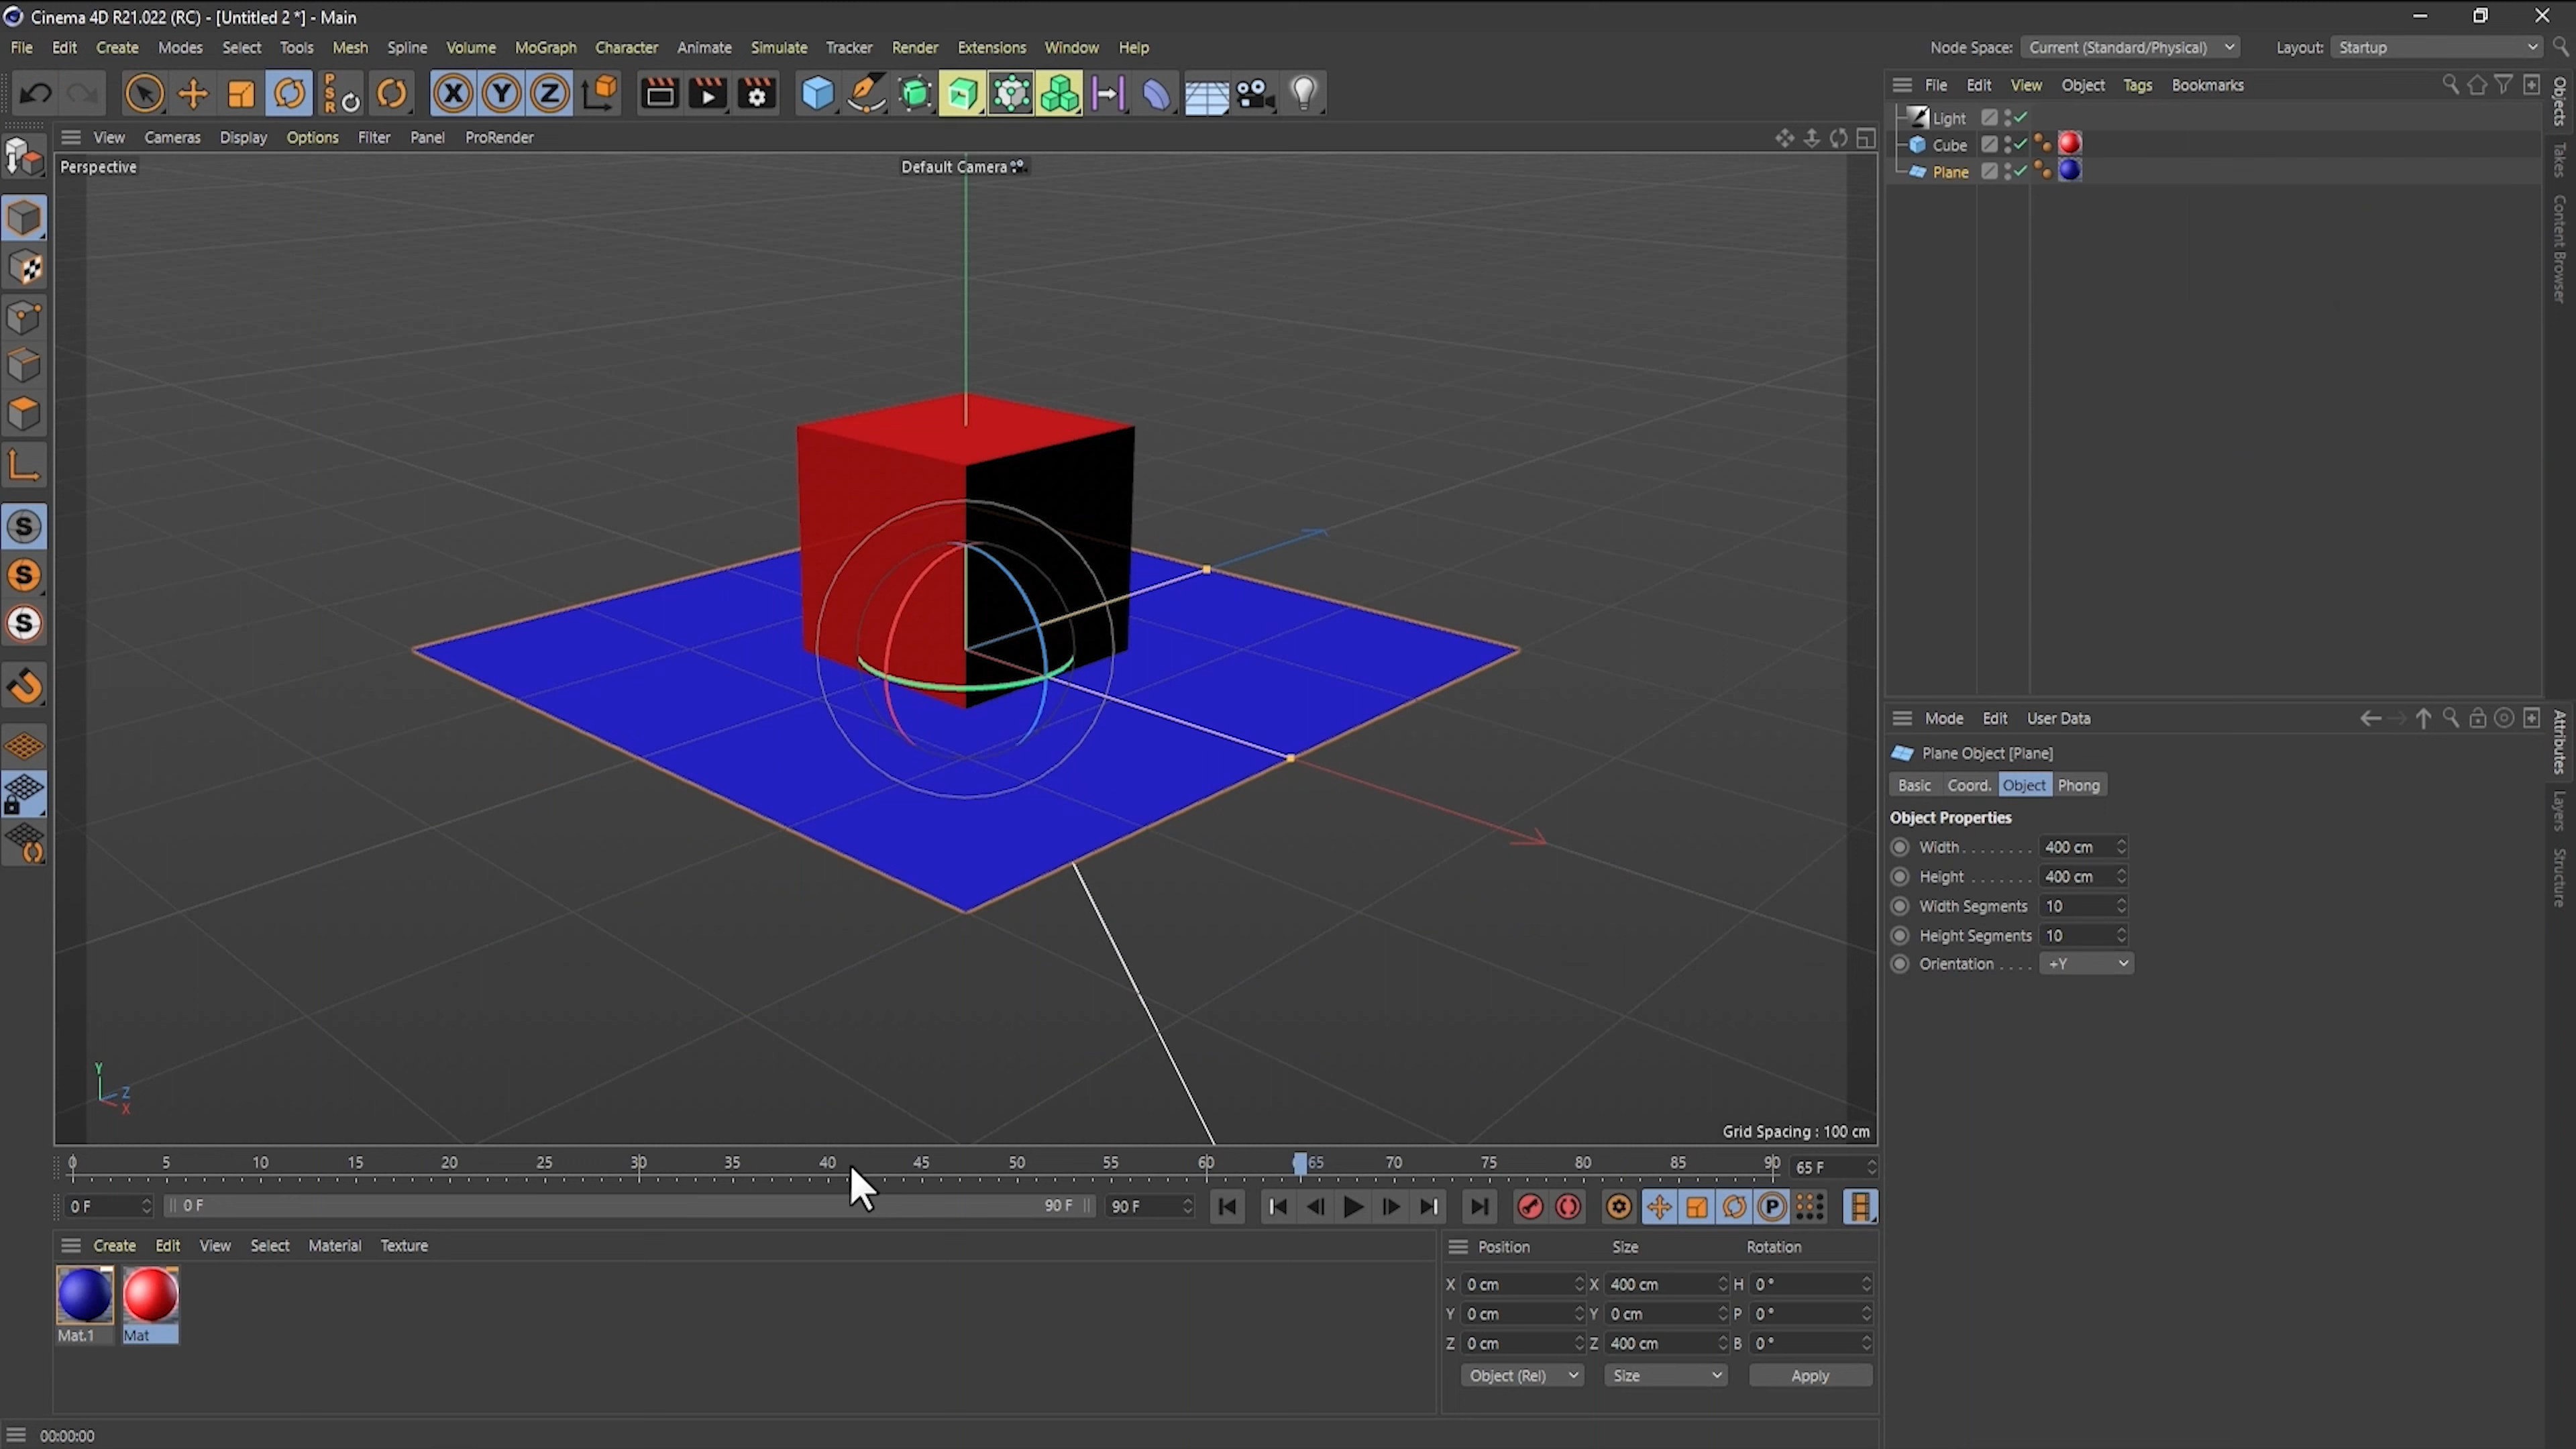 Cinema 4D R21.022 (RC) - [Untitled 2 *] - Main
File Edit Create Modes Select Tools Mesh Spline Volume MoGraph Character Animate Simulate Tracker Render Extensions Window Help
Node Space: Current (Standard/Physical) Layout: Startup
P S R X Y Z
File Edit View Object Tags Bookmarks
View Cameras Display Options Filter Panel ProRender
Perspective
Default Camera
Light
Cube
Plane
Objects
Takes
Content Browser
S
S
S
Mode Edit User Data
Plane Object [Plane]
Basic Coord. Object Phong
Object Properties
Width. . . . . . . . 400 cm
Height . . . . . . . 400 cm
Width Segments 10
Height Segments 10
Orientation . . . . +Y
Attributes
Layers
Structure
Y
Z
X
Grid Spacing : 100 cm
0 5 10 15 20 25 30 35 40 45 50 55 60 65 70 75 80 85 90 65 F
0 F 0 F 90 F 90 F P
Create Edit View Select Material Texture
Mat.1 Mat
Position Size Rotation
X 0 cm X 400 cm H 0 °
Y 0 cm Y 0 cm P 0 °
Z 0 cm Z 400 cm B 0 °
Object (Rel) Size Apply
00:00:00